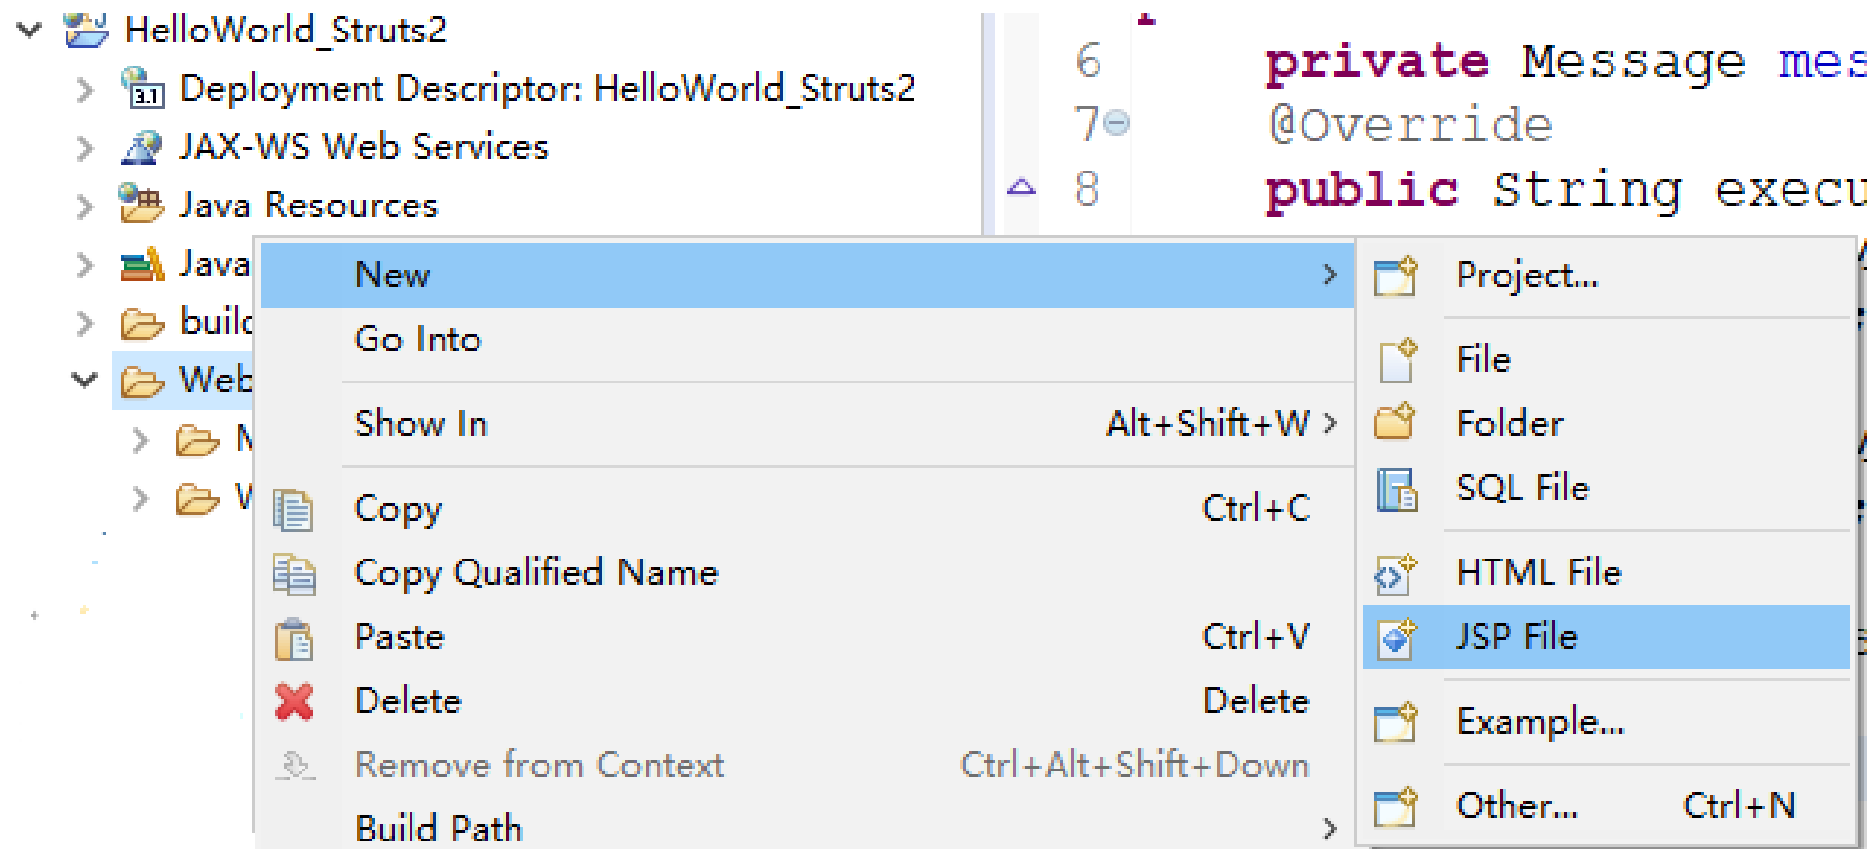 HelloWorld_Struts2
Deployment Descriptor: HelloWorld_Struts2
3.1
JAX-WS Web Services
Java Resources
Java
build
Web
6 private Message mes
7 @Override
8 public String execu
New
Go Into
Show In Alt+Shift+W
Copy Ctrl+C
Copy Qualified Name
Paste Ctrl+V
Delete Delete
Remove from Context Ctrl+Alt+Shift+Down
Build Path
Project...
File
Folder
SQL File
HTML File
JSP File
Example...
Other... Ctrl+N